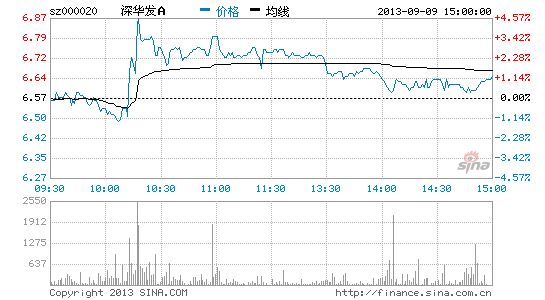 sz000020 深华发A 价格 均线 2013-09-09 15:00:00
6.87 4.57%
6.79 3.42%
6.72 2.28%
6.64 1.14%
6.57 0.00%
6.50 1.14%
6.42 2.28%
6.35 3.42%
6.27 4.57%
sina
新浪财经
09:30 10:00 10:30 11:00 11:30 13:30 14:00 14:30 15:00
2550
1912
1275
637
Copyright 2013 SINA.COM http://finance.sina.com.cn